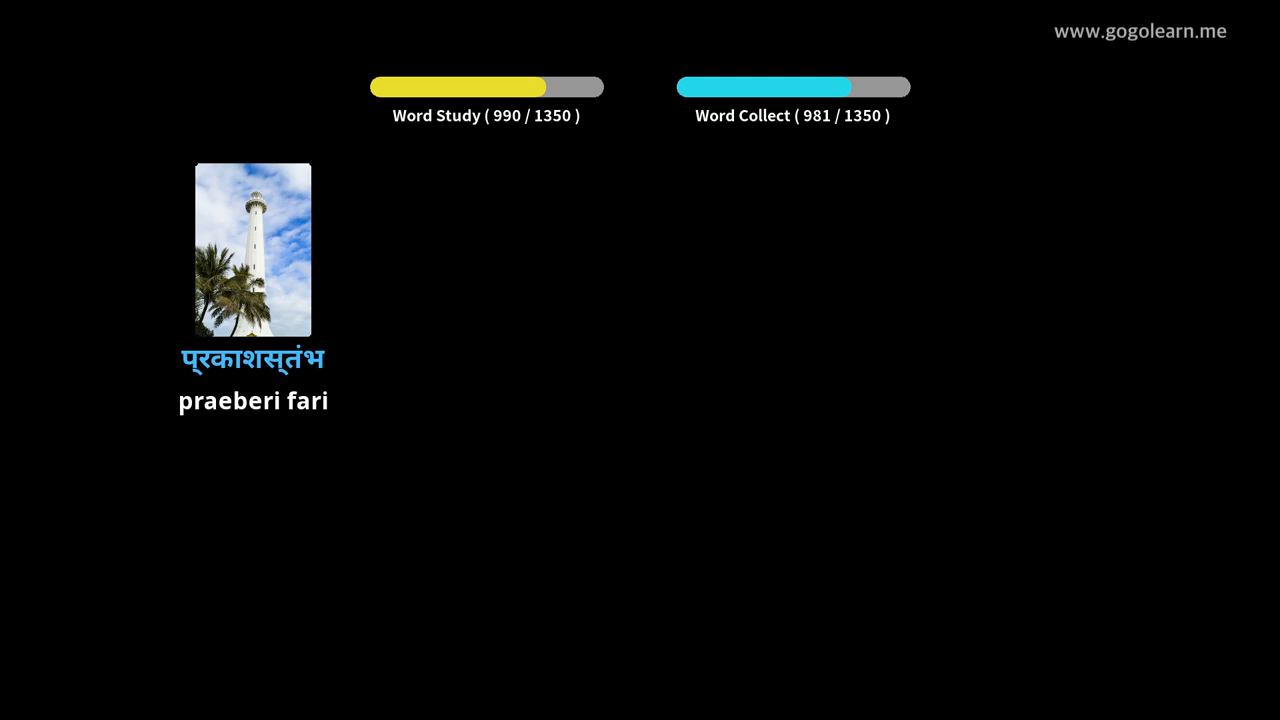 www.gogolearn.me
Word Study ( 990 / 1350 )
Word Collect ( 981 / 1350 )
प्रकाशस्तंभ
praeberi fari